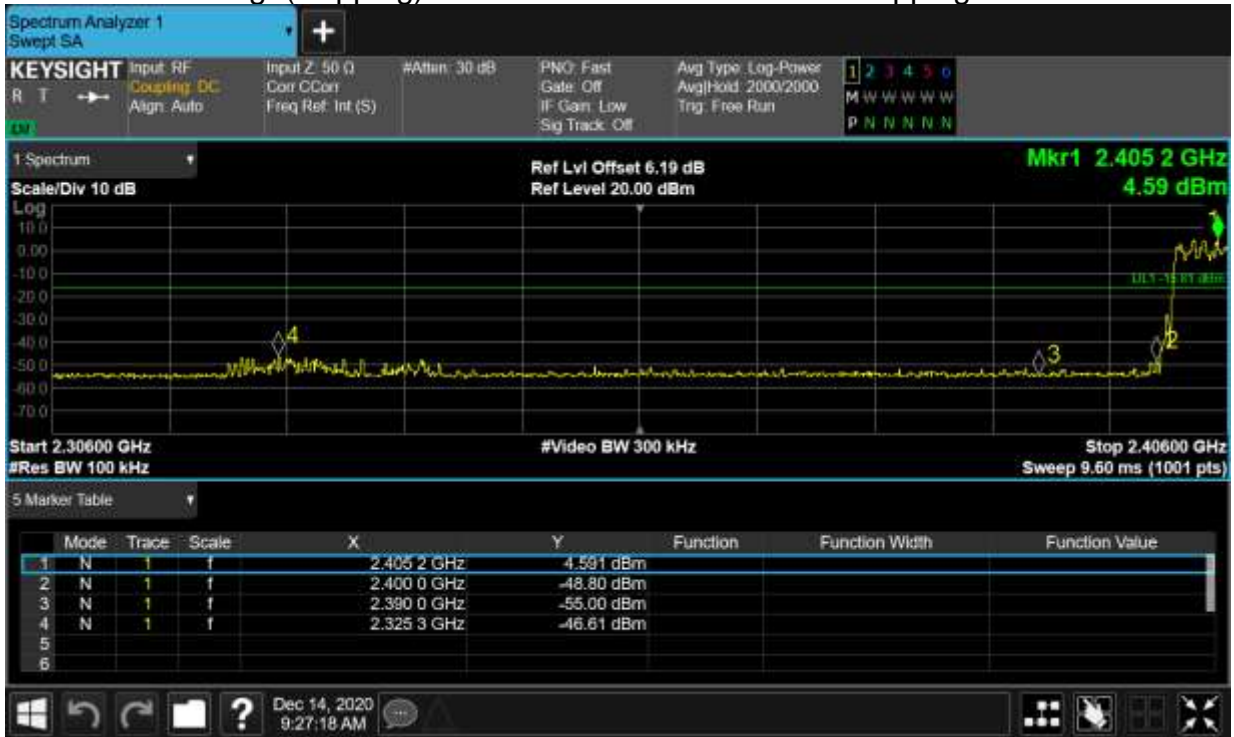 Spectrum Analyzer 1
Swept SA
+
KEYSIGHT Input: RF Input Z: 50 Ω #Atten: 30 dB PNO: Fast Avg Type: Log-Power 1 2 3 4 5 6
R T Coupling: DC Corr CCorr Gate: Off Avg|Hold: 2000/2000 M W W W W W
Align: Auto Freq Ref: Int (S) IF Gain: Low Trig: Free Run P N N N N N
Sig Track: Off
1 Spectrum Ref Lvl Offset 6.19 dB Mkr1 2.405 2 GHz
Scale/Div 10 dB Ref Level 20.00 dBm 4.59 dBm
Log
10.0
0.00
-10.0
-20.0
-30.0
-40.0
-50.0
-60.0
-70.0
4
3
2
Start 2.30600 GHz #Video BW 300 kHz Stop 2.40600 GHz
#Res BW 100 kHz Sweep 9.60 ms (1001 pts)
5 Marker Table
Mode Trace Scale X Y Function Function Width Function Value
1 N 1 f 2.405 2 GHz 4.591 dBm
2 N 1 f 2.400 0 GHz -48.80 dBm
3 N 1 f 2.390 0 GHz -55.00 dBm
4 N 1 f 2.325 3 GHz -46.61 dBm
5
6
? Dec 14, 2020
9:27:18 AM